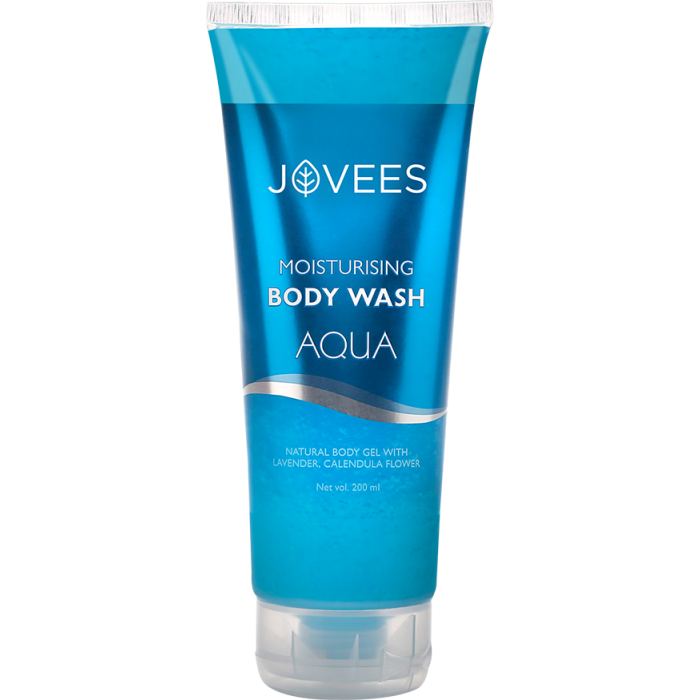 JOVEES
MOISTURISING
BODY WASH
AQUA
NATURAL BODY GEL WITH
LAVENDER, CALENDULA FLOWER
Net vol. 200 ml